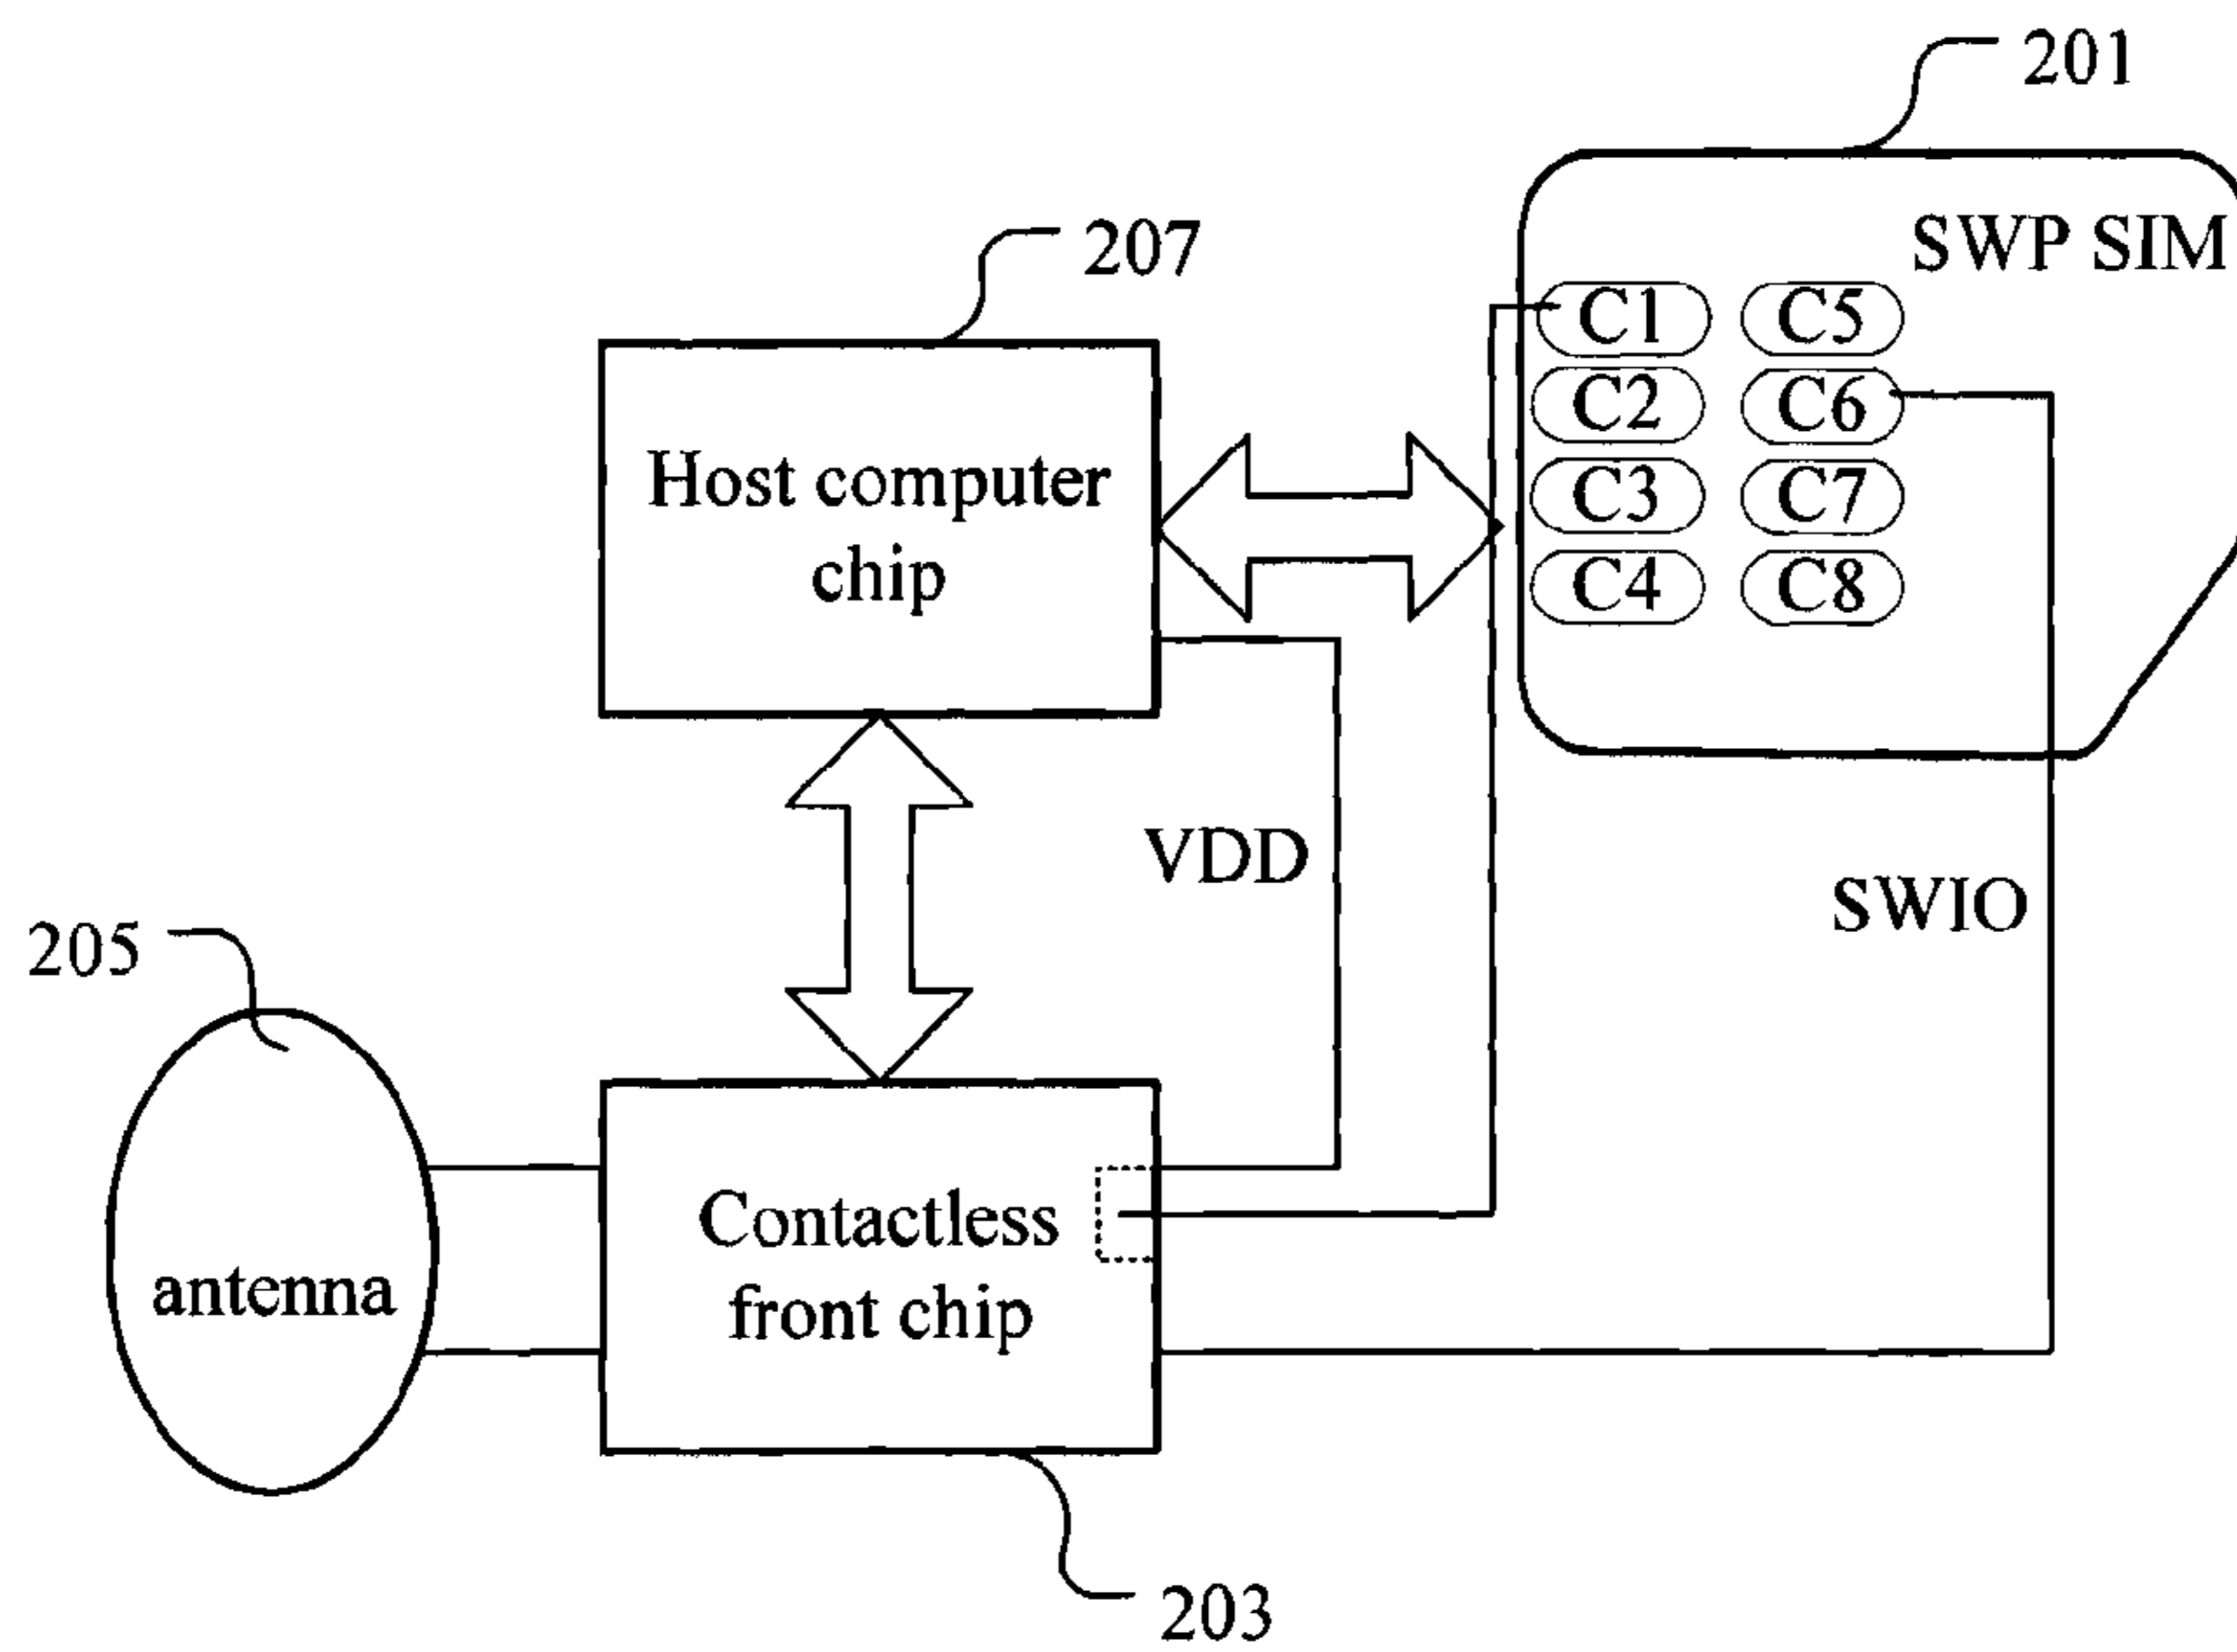 201
SWP SIM
207
C1 C5
C2 C6
C3 C7
C4 C8
Host computer
chip
VDD
SWIO
205
antenna
Contactless
front chip
203